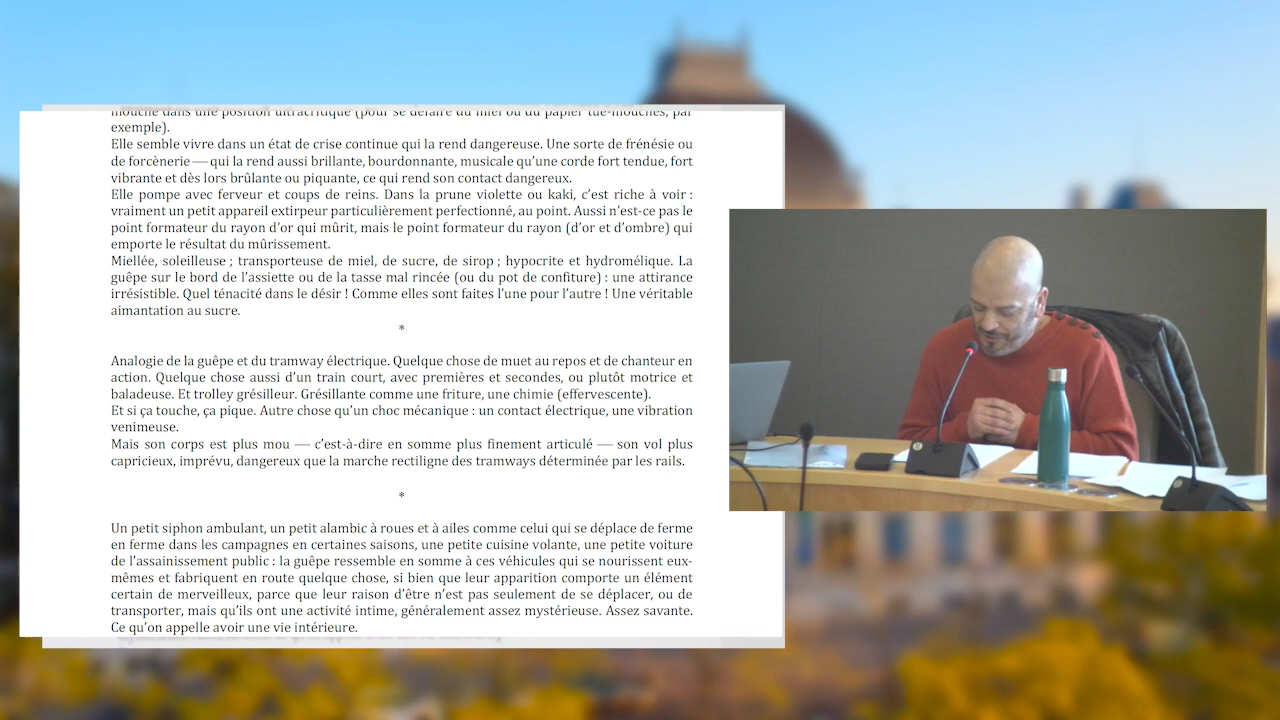 mouche dans une position ultracritique (pour se défaire du miel ou du papier tue-mouches, par
exemple).
Elle semble vivre dans un état de crise continue qui la rend dangereuse. Une sorte de frénésie ou
de forcènerie — qui la rend aussi brillante, bourdonnante, musicale qu’une corde fort tendue, fort
vibrante et dès lors brûlante ou piquante, ce qui rend son contact dangereux.
Elle pompe avec ferveur et coups de reins. Dans la prune violette ou kaki, c’est riche à voir :
vraiment un petit appareil extirpeur particulièrement perfectionné, au point. Aussi n’est-ce pas le
point formateur du rayon d’or qui mûrit, mais le point formateur du rayon (d’or et d’ombre) qui
emporte le résultat du mûrissement.
Miellée, soleilleuse ; transporteuse de miel, de sucre, de sirop ; hypocrite et hydromélique. La
guêpe sur le bord de l’assiette ou de la tasse mal rincée (ou du pot de confiture) : une attirance
irrésistible. Quel ténacité dans le désir ! Comme elles sont faites l’une pour l’autre ! Une véritable
aimantation au sucre.
*
Analogie de la guêpe et du tramway électrique. Quelque chose de muet au repos et de chanteur en
action. Quelque chose aussi d’un train court, avec premières et secondes, ou plutôt motrice et
baladeuse. Et trolley grésilleur. Grésillante comme une friture, une chimie (effervescente).
Et si ça touche, ça pique. Autre chose qu’un choc mécanique : un contact électrique, une vibration
venimeuse.
Mais son corps est plus mou — c’est-à-dire en somme plus finement articulé — son vol plus
capricieux, imprévu, dangereux que la marche rectiligne des tramways déterminée par les rails.
*
Un petit siphon ambulant, un petit alambic à roues et à ailes comme celui qui se déplace de ferme
en ferme dans les campagnes en certaines saisons, une petite cuisine volante, une petite voiture
de l’assainissement public : la guêpe ressemble en somme à ces véhicules qui se nourissent eux-
mêmes et fabriquent en route quelque chose, si bien que leur apparition comporte un élément
certain de merveilleux, parce que leur raison d’être n’est pas seulement de se déplacer, ou de
transporter, mais qu’ils ont une activité intime, généralement assez mystérieuse. Assez savante.
Ce qu’on appelle avoir une vie intérieure.